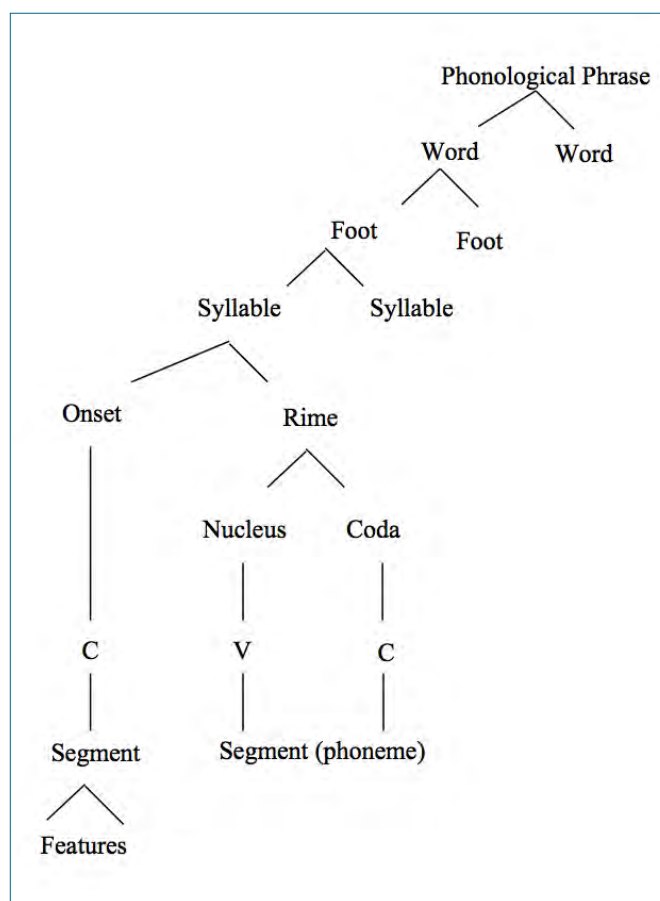 Phonological Phrase
Word Word
Foot Foot
Syllable Syllable
Onset Rime
Nucleus Coda
C V C
Segment Segment (phoneme)
Features